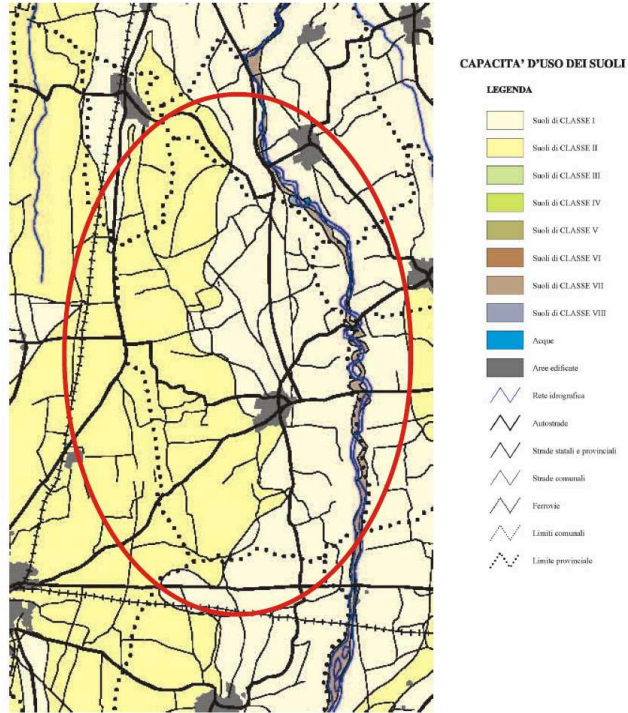 CAPACITA' D'USO DEI SUOLI
LEGENDA
Suoli di CLASSE I
Suoli di CLASSE II
Suoli di CLASSE III
Suoli di CLASSE IV
Suoli di CLASSE V
Suoli di CLASSE VI
Suoli di CLASSE VII
Suoli di CLASSE VIII
Acque
Aree edificate
Rete idrografica
Autostrade
Strade statali e provinciali
Strade comunali
Ferrovie
Limiti comunali
Limite provinciale